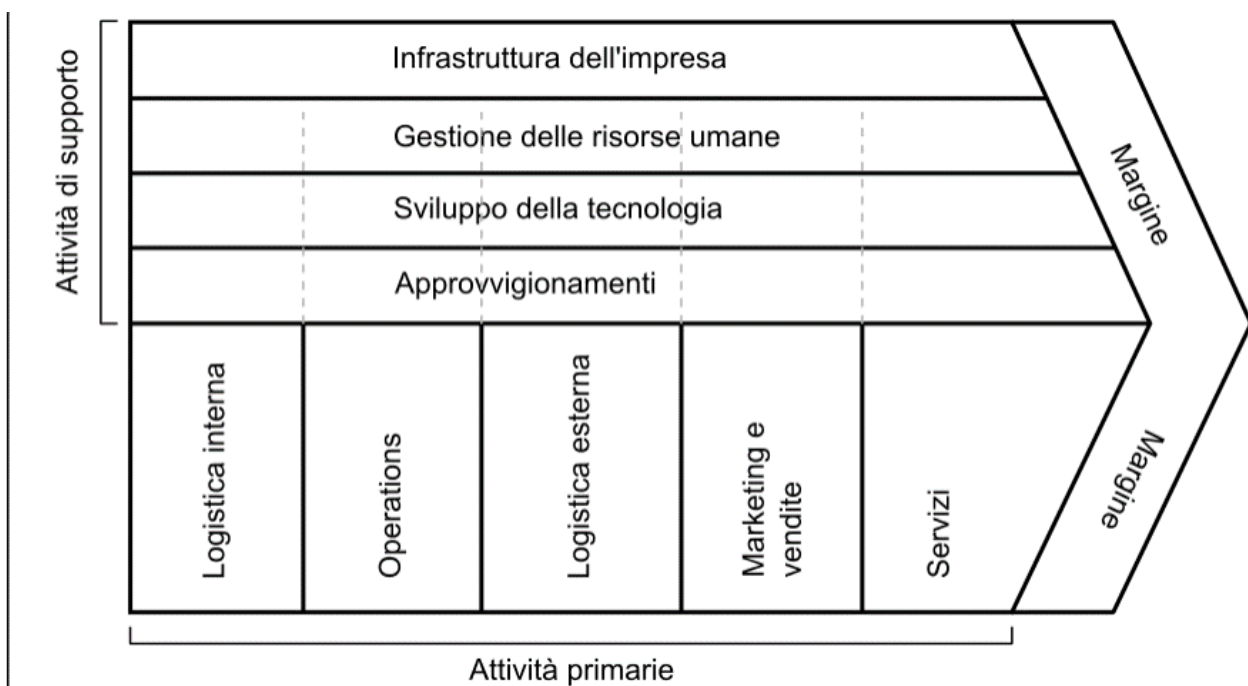 Attività di supporto
Infrastruttura dell'impresa
Gestione delle risorse umane
Sviluppo della tecnologia
Approvvigionamenti
Margine
Logistica interna
Operations
Logistica esterna
Marketing e
vendite
Servizi
Margine
Attività primarie